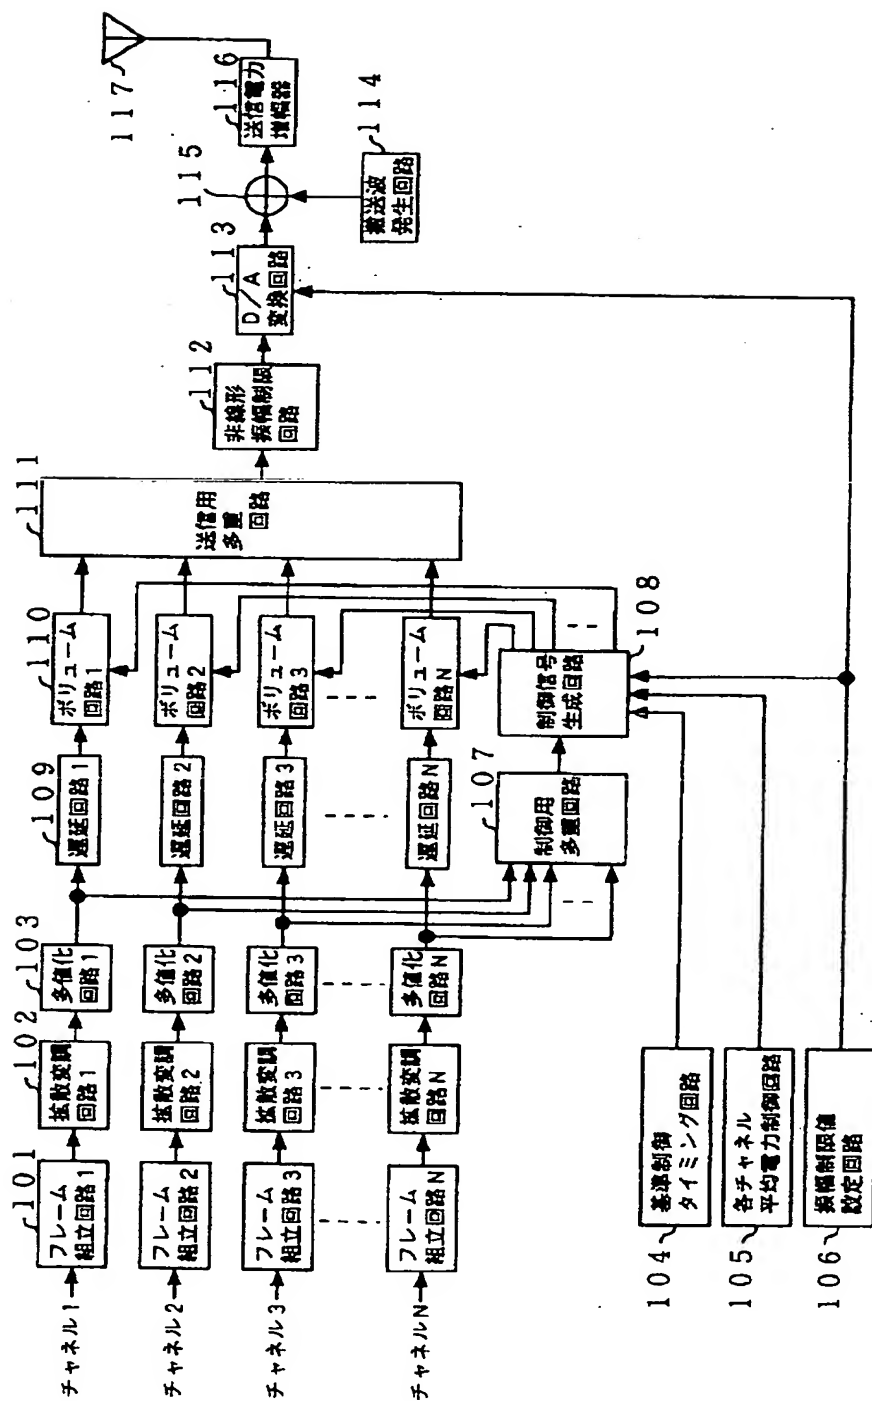 チャネル1
チャネル2
チャネル3
チャネルN
101
フレーム
組立回路1
フレーム
組立回路2
フレーム
組立回路3
フレーム
組立回路N
102
拡散変調
回路1
拡散変調
回路2
拡散変調
回路3
拡散変調
回路N
103
多値化
回路1
多値化
回路2
多値化
回路3
多値化
回路N
104
基準制御
タイミング回路
105
各チャネル
平均電力制御回路
106
振幅制限値
設定回路
107
制御用
多重回路
108
制御信号
生成回路
109
遅延回路1
遅延回路2
遅延回路3
遅延回路N
110
ボリューム
回路1
ボリューム
回路2
ボリューム
回路3
ボリューム
回路N
111
送信用
多重
回路
112
非線形
振幅制限
回路
113
D/A
変換回路
114
搬送波
発生回路
115
116
送信電力
増幅器
117